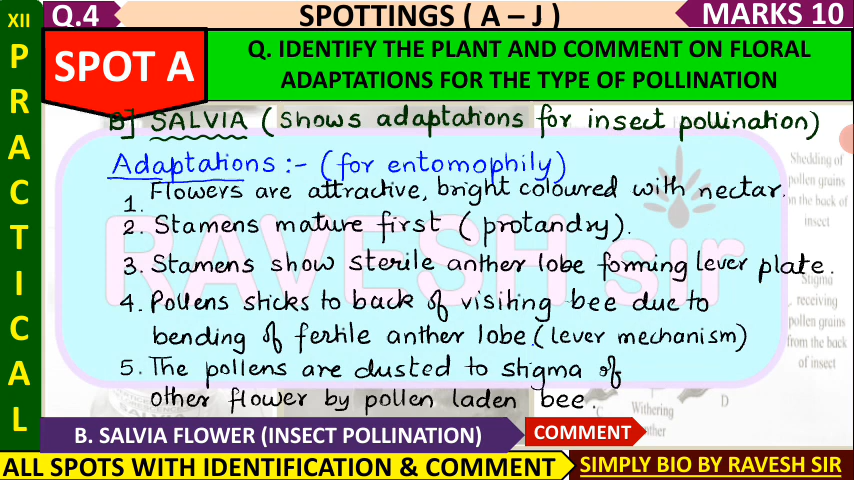 XII
PRACTICAL
Q.4
SPOTTINGS ( A – J )
MARKS 10
SPOT A
Q. IDENTIFY THE PLANT AND COMMENT ON FLORAL
ADAPTATIONS FOR THE TYPE OF POLLINATION
B] SALVIA (shows adaptations for insect pollination)
Adaptations :- (for entomophily)
1. Flowers are attractive, bright coloured with nectar.
2. Stamens mature first (protandry).
3. Stamens show sterile anther lobe forming lever plate.
4. Pollens sticks to back of visiting bee due to
bending of fertile anther lobe.(lever mechanism)
5. The pollens are dusted to stigma of
other flower by pollen laden bee.
Shedding of
pollen grains
on the back of
insect
Stigma
receiving
pollen grains
from the back
of insect
C
Withering
D
RAVESH sir
B. SALVIA FLOWER (INSECT POLLINATION)
COMMENT
ALL SPOTS WITH IDENTIFICATION & COMMENT
SIMPLY BIO BY RAVESH SIR